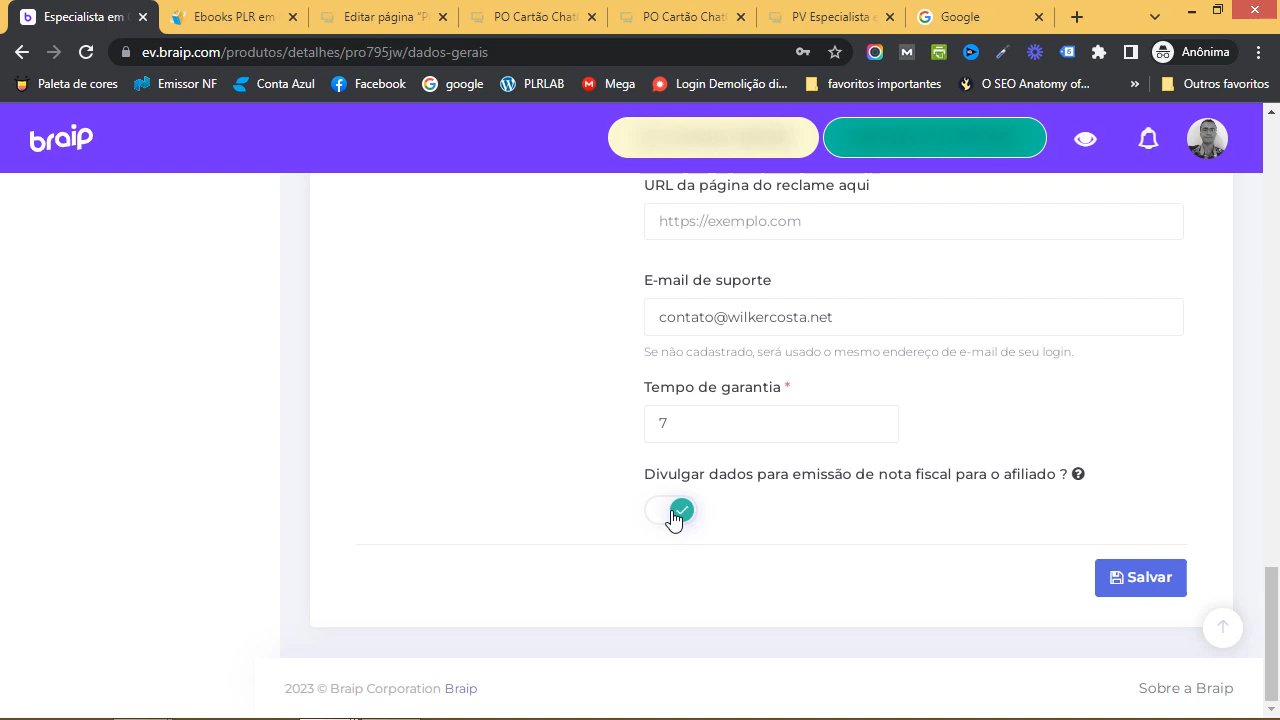 Especialista em
Ebooks PLR em
Editar página "P
PO Cartão Chat
PO Cartão Chat
PV Especialista e
Google
ev.braip.com/produtos/detalhes/pro795jw/dados-gerais
Anônima
Paleta de cores
Emissor NF
Conta Azul
Facebook
google
PLRLAB
Mega
Login Demolição di...
favoritos importantes
O SEO Anatomy of...
»
Outros favoritos
braip
URL da página do reclame aqui
https://exemplo.com
E-mail de suporte
contato@wilkercosta.net
Se não cadastrado, será usado o mesmo endereço de e-mail de seu login.
Tempo de garantia *
7
Divulgar dados para emissão de nota fiscal para o afiliado ?
Salvar
2023 © Braip Corporation Braip
Sobre a Braip